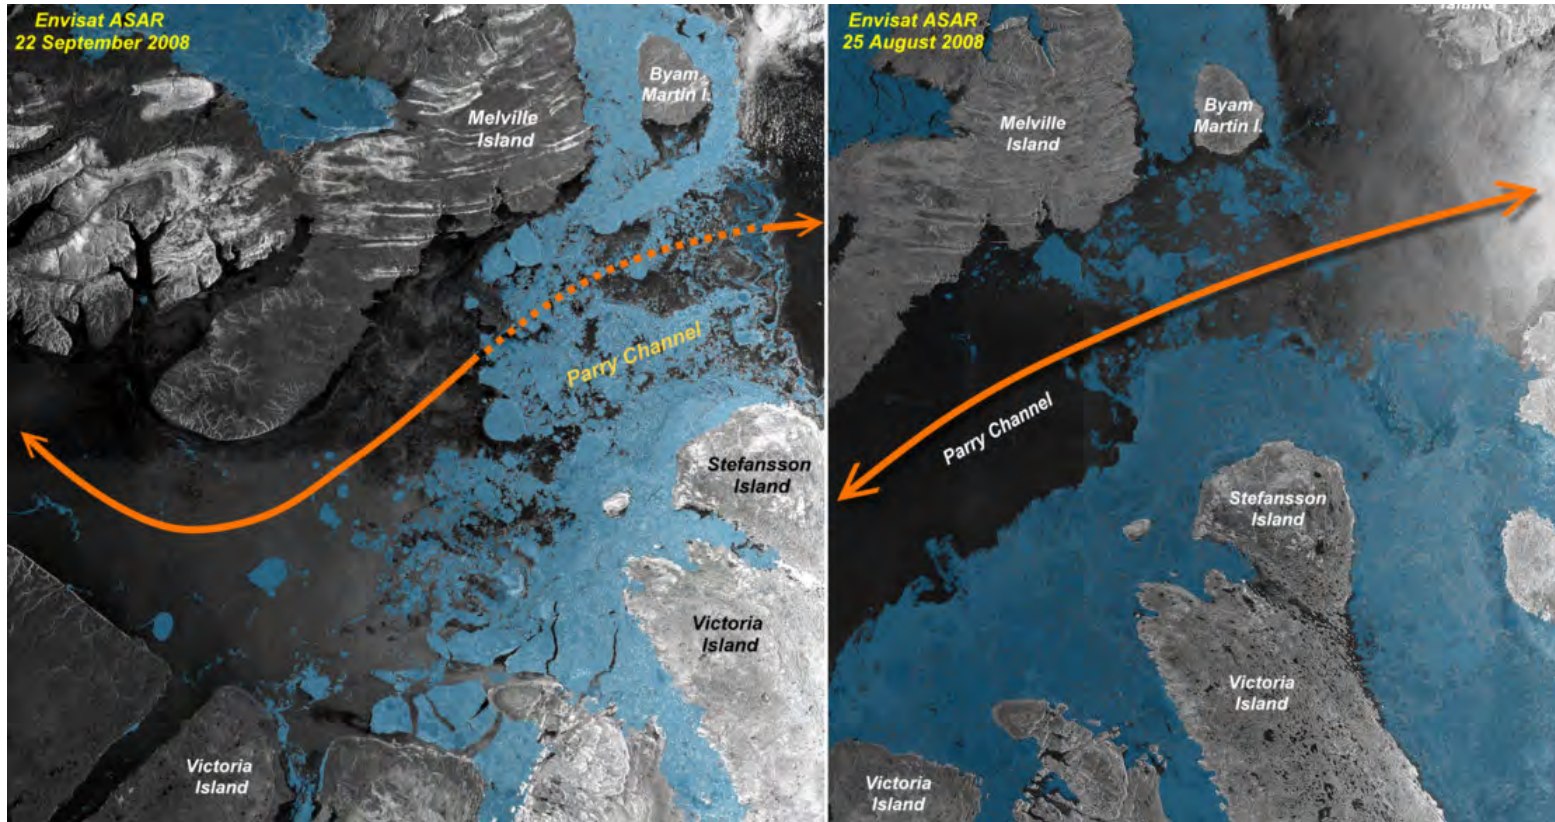 Envisat ASAR
22 September 2008
Byam
Martin I.
Melville
Island
Parry Channel
Stefansson
Island
Victoria
Island
Victoria
Island
Envisat ASAR
25 August 2008
Island
Byam
Martin I.
Melville
Island
Parry Channel
Stefansson
Island
Victoria
Island
Victoria
Island